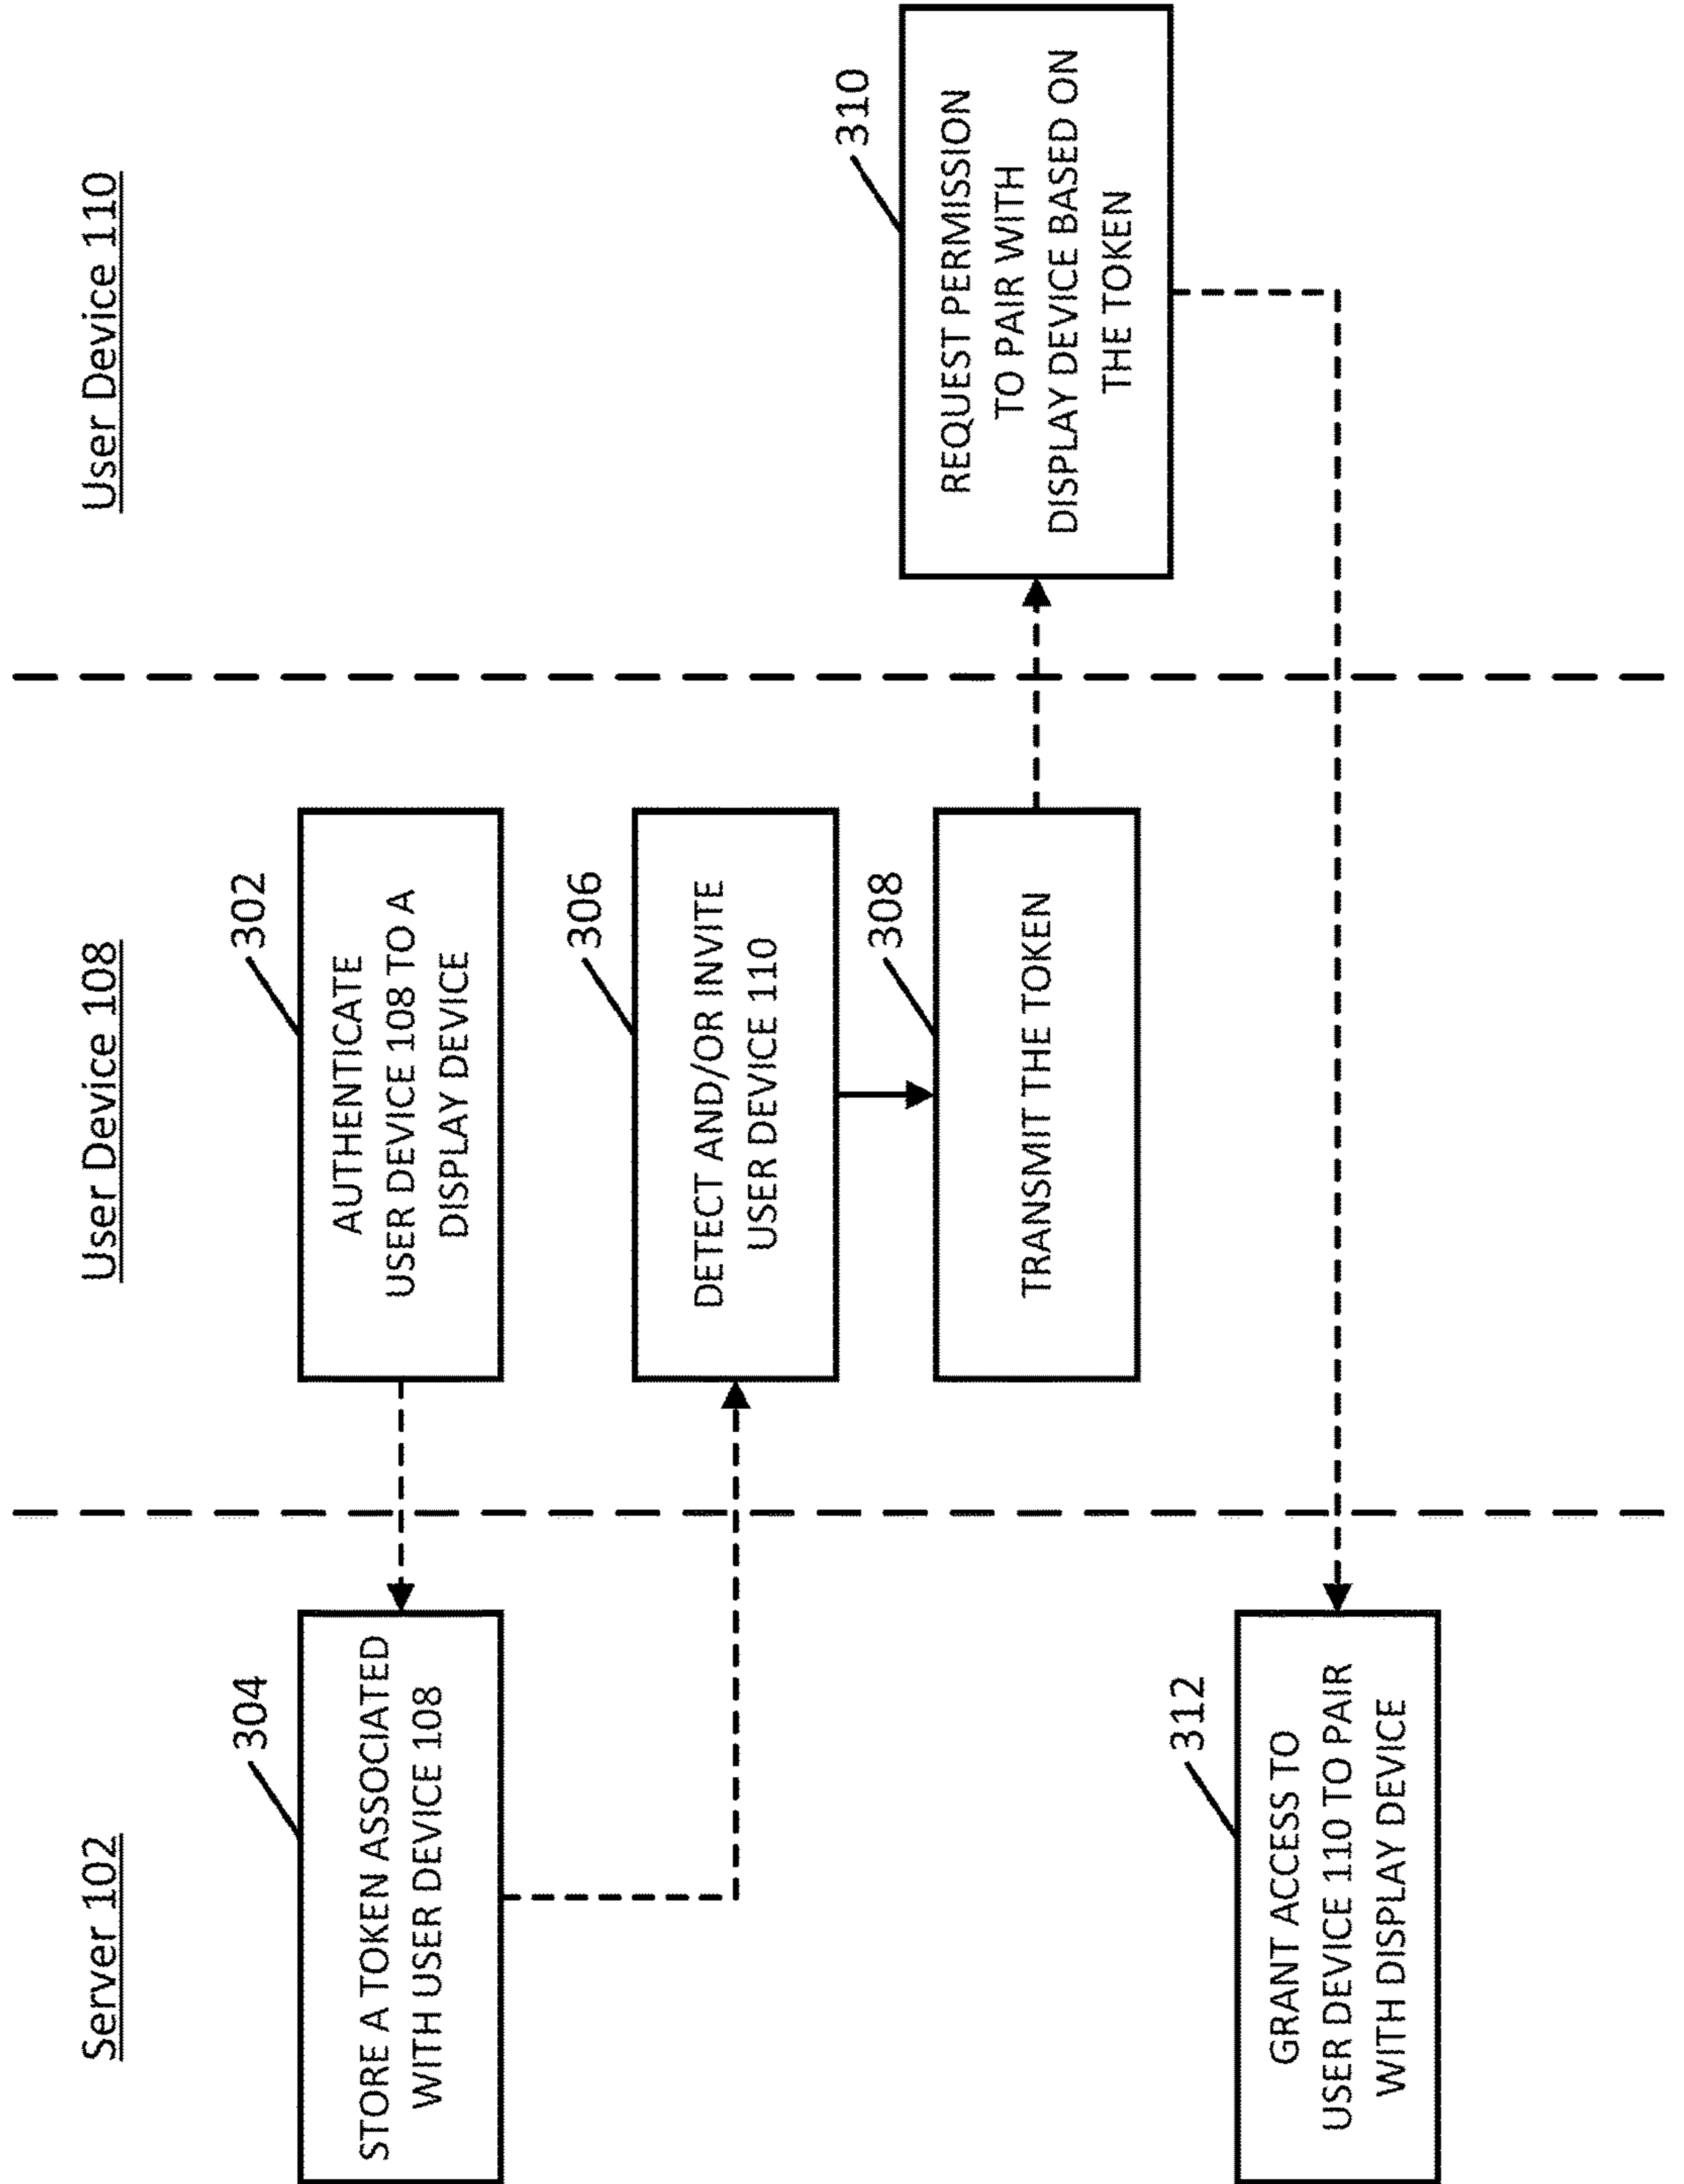 Server 102
User Device 108
User Device 110
302
AUTHENTICATE
USER DEVICE 108 TO A
DISPLAY DEVICE
304
STORE A TOKEN ASSOCIATED
WITH USER DEVICE 108
306
DETECT AND/OR INVITE
USER DEVICE 110
308
TRANSMIT THE TOKEN
310
REQUEST PERMISSION
TO PAIR WITH
DISPLAY DEVICE BASED ON
THE TOKEN
312
GRANT ACCESS TO
USER DEVICE 110 TO PAIR
WITH DISPLAY DEVICE